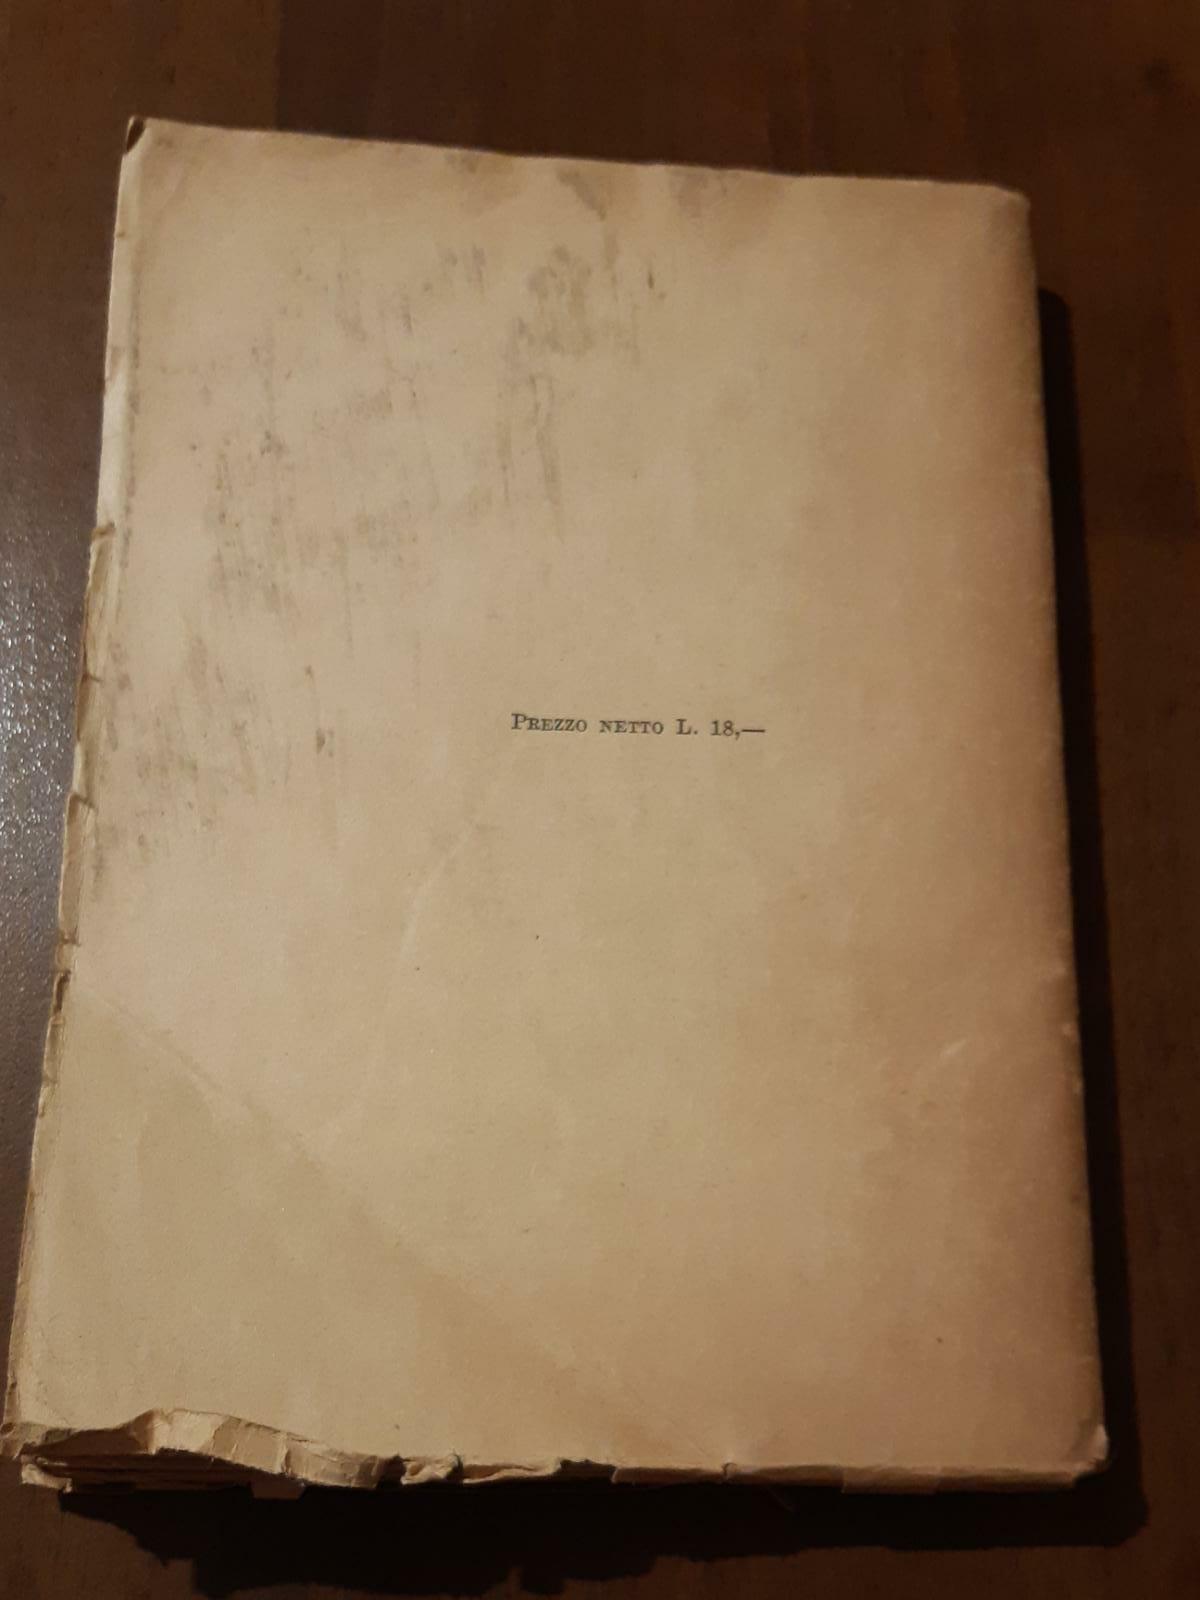 Prezzo netto L. 18,—